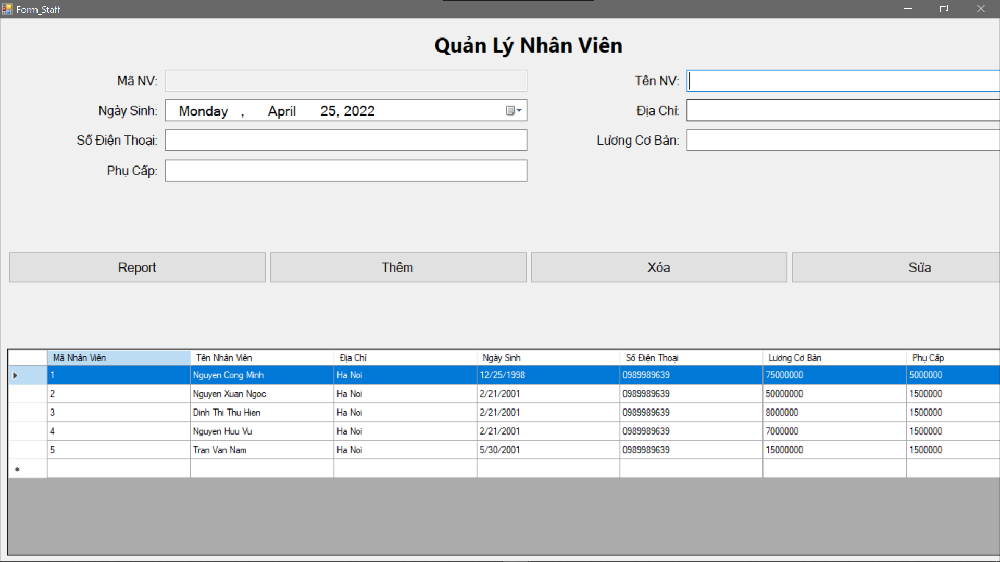 Form_Staff
Quản Lý Nhân Viên
Mã NV: Tên NV:
Ngày Sinh: Monday , April 25, 2022 Địa Chỉ:
Số Điện Thoại: Lương Cơ Bản:
Phụ Cấp:
Report Thêm Xóa Sửa
Mã Nhân Viên Tên Nhân Viên Địa Chỉ Ngày Sinh Số Điện Thoại Lương Cơ Bản Phụ Cấp
1 Nguyen Cong Minh Ha Noi 12/25/1998 0989989639 75000000 5000000
2 Nguyen Xuan Ngoc Ha Noi 2/21/2001 0989989639 50000000 1500000
3 Dinh Thi Thu Hien Ha Noi 2/21/2001 0989989639 8000000 1500000
4 Nguyen Huu Vu Ha Noi 2/21/2001 0989989639 7000000 1500000
5 Tran Van Nam Ha Noi 5/30/2001 0989989639 15000000 1500000